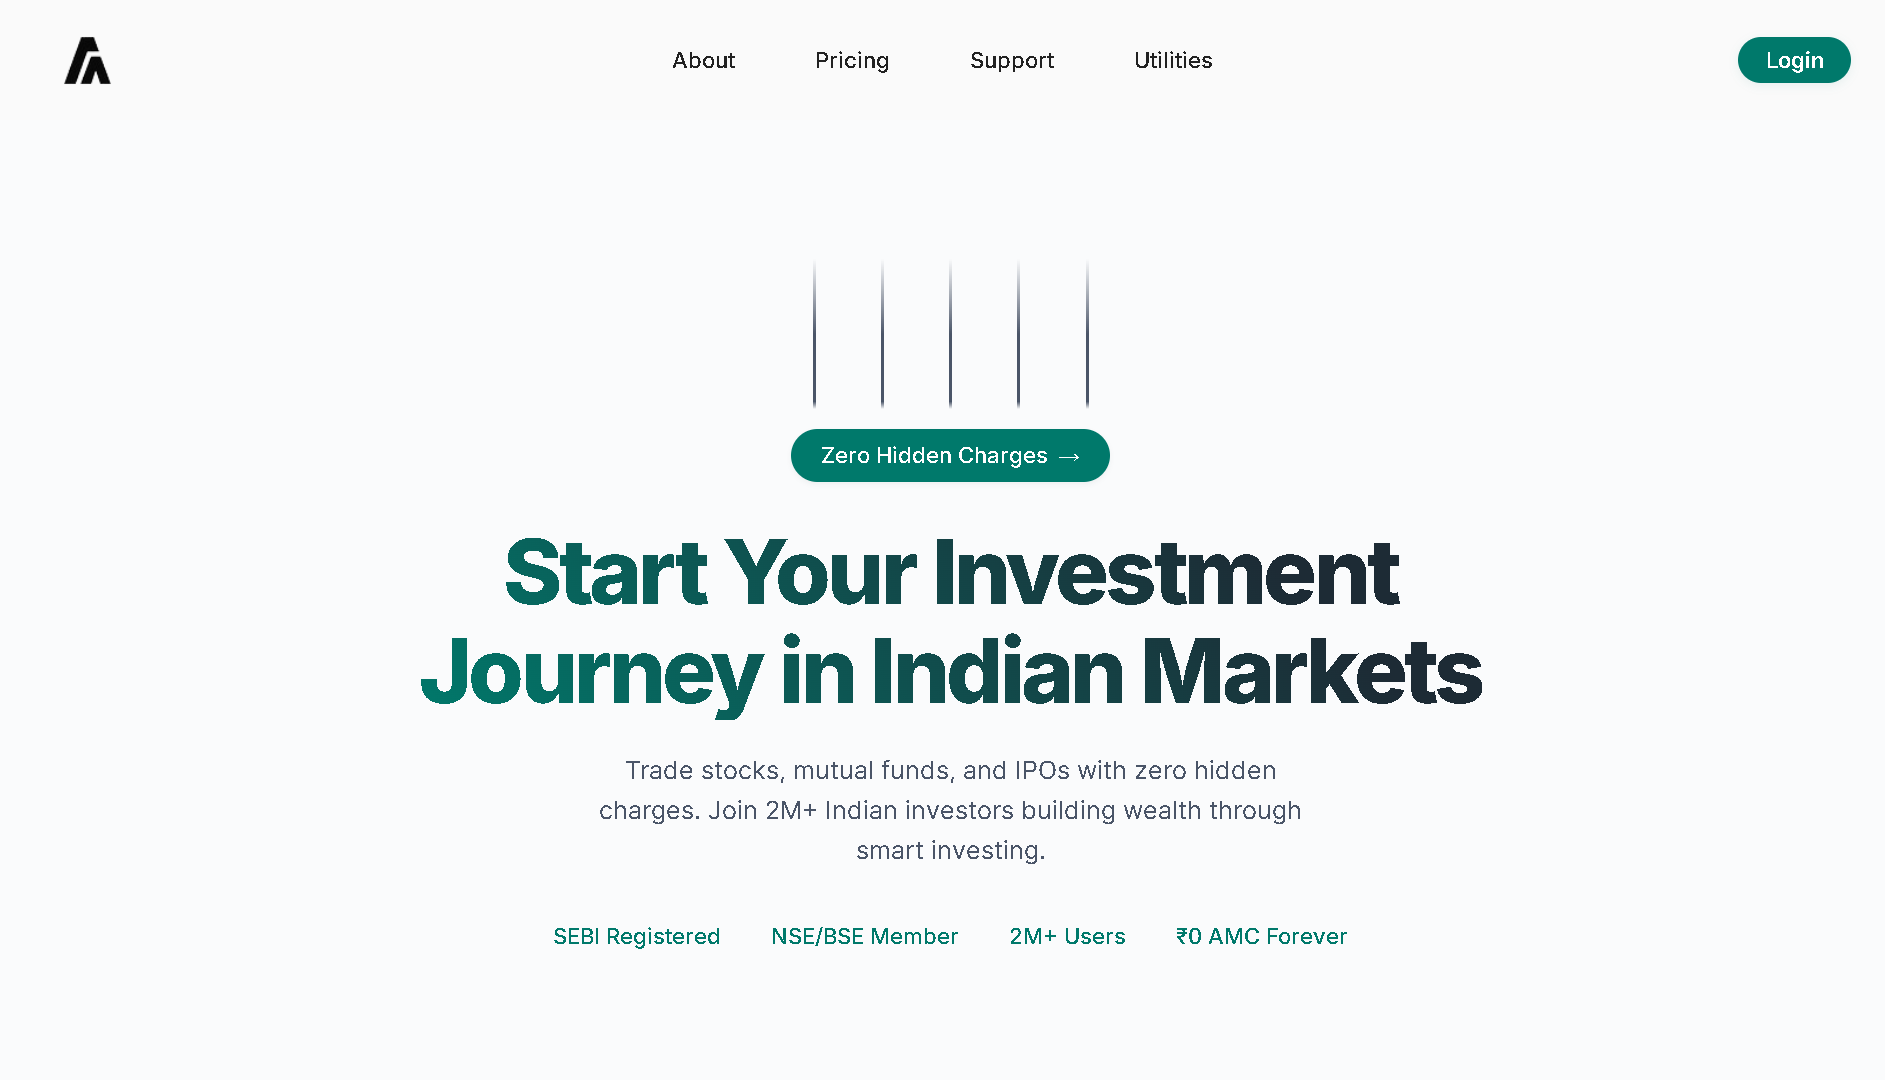 About
Pricing
Support
Utilities
Login
Zero Hidden Charges →
Start Your Investment
Journey in Indian Markets
Trade stocks, mutual funds, and IPOs with zero hidden
charges. Join 2M+ Indian investors building wealth through
smart investing.
SEBI Registered
NSE/BSE Member
2M+ Users
₹0 AMC Forever